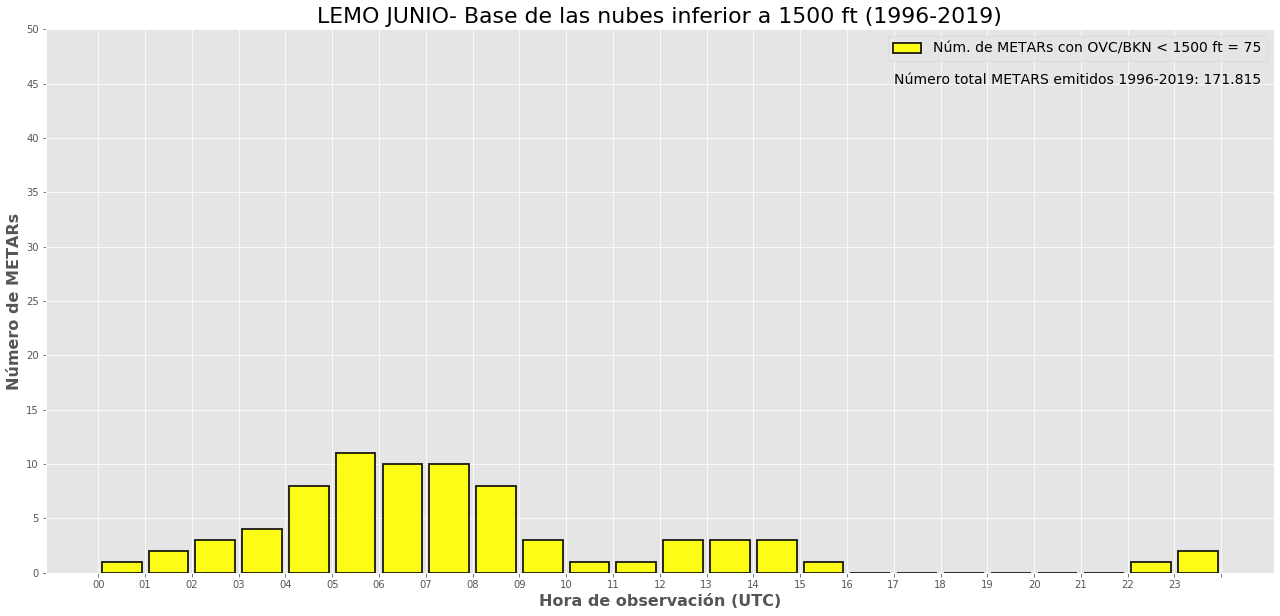 LEMO JUNIO- Base de las nubes inferior a 1500 ft (1996-2019)
Núm. de METARs con OVC/BKN < 1500 ft = 75
Número total METARS emitidos 1996-2019: 171.815
Número de METARs
50
45
40
35
30
25
20
15
10
5
0
00 01 02 03 04 05 06 07 08 09 10 11 12 13 14 15 16 17 18 19 20 21 22 23
Hora de observación (UTC)